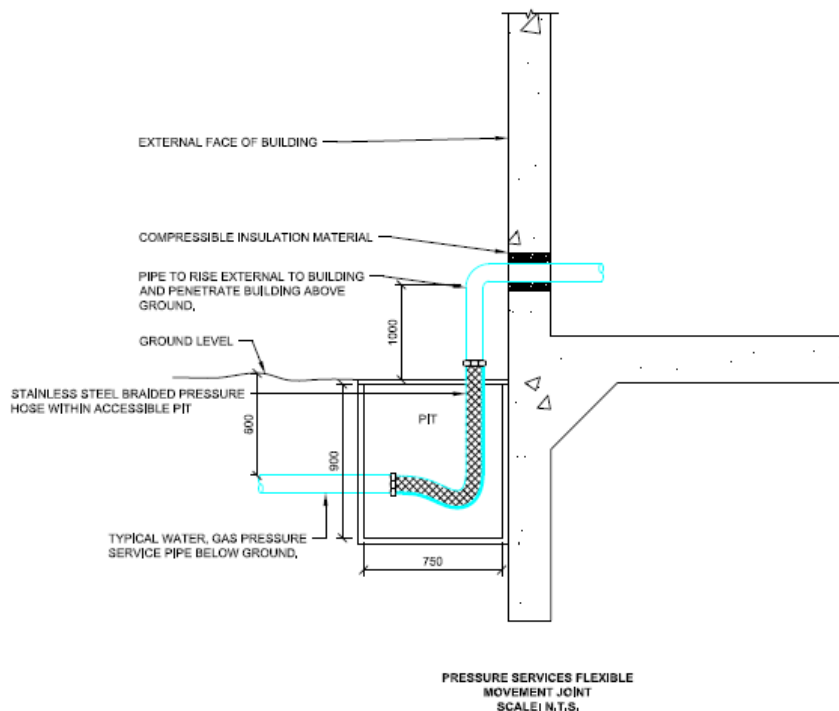 EXTERNAL FACE OF BUILDING
COMPRESSIBLE INSULATION MATERIAL
PIPE TO RISE EXTERNAL TO BUILDING
AND PENETRATE BUILDING ABOVE
GROUND.
1000
GROUND LEVEL
STAINLESS STEEL BRAIDED PRESSURE
HOSE WITHIN ACCESSIBLE PIT
PIT
600
900
TYPICAL WATER, GAS PRESSURE
SERVICE PIPE BELOW GROUND.
750
PRESSURE SERVICES FLEXIBLE
MOVEMENT JOINT
SCALE: N.T.S.